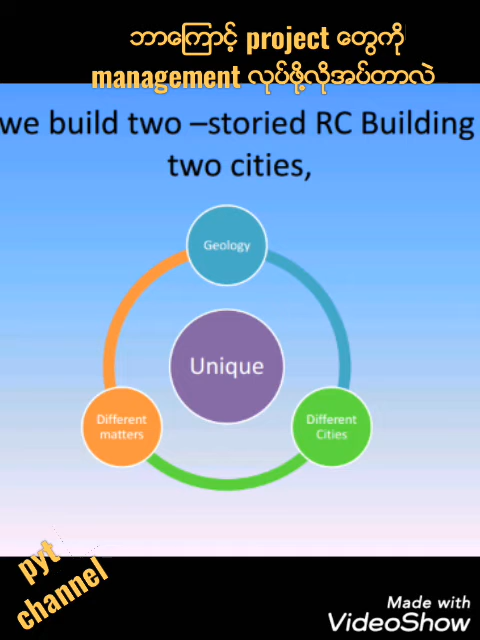 ဘာကြောင့် project တွေကို
management လုပ်ဖို့လိုအပ်တာလဲ
we build two –storied RC Building
two cities,
Geology
Unique
Different
matters
Different
Cities
pyt
channel
Made with
VideoShow